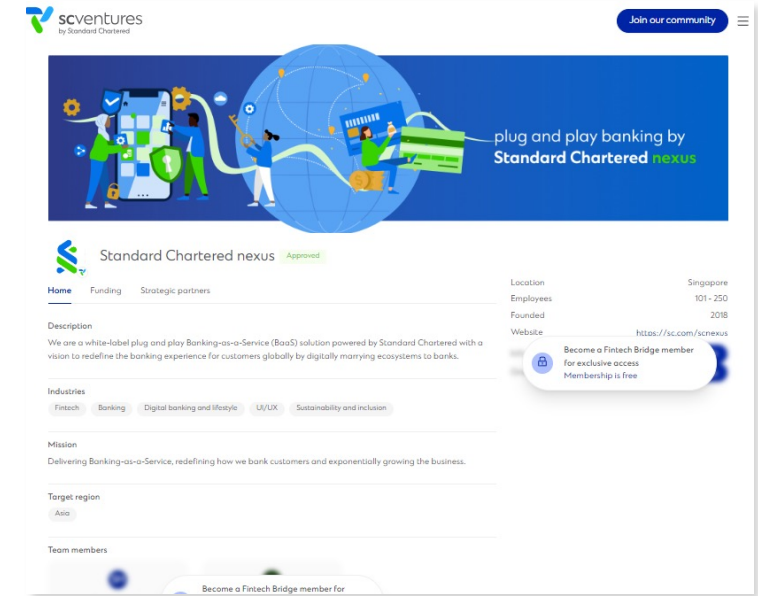 scventures
by Standard Chartered
Join our community
plug and play banking by
Standard Chartered nexus
Standard Chartered nexus Approved
Home Funding Strategic partners
Description
We are a white-label plug and play Banking-as-a-Service (BaaS) solution powered by Standard Chartered with a
vision to redefine the banking experience for customers globally by digitally marrying ecosystems to banks.
Industries
Fintech Banking Digital banking and lifestyle UI/UX Sustainability and inclusion
Mission
Delivering Banking-as-a-Service, redefining how we bank customers and exponentially growing the business.
Target region
Asia
Team members
Become a Fintech Bridge member for
Location Singapore
Employees 101 - 250
Founded 2018
Website https://sc.com/scnexus
Become a Fintech Bridge member
for exclusive access
Membership is free